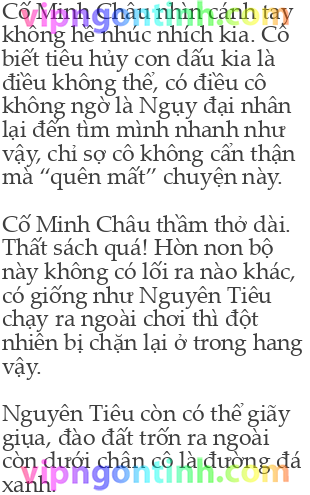 Cố Minh Châu nhìn cánh tay
không hề nhúc nhích kia. Cô
biết tiêu hủy con dấu kia là
điều không thể, có điều cô
không ngờ là Ngụy đại nhân
lại đến tìm mình nhanh như
vậy, chỉ sợ cô không cẩn thận
mà “quên mất” chuyện này.
Cố Minh Châu thầm thở dài.
Thất sách quá! Hòn non bộ
này không có lối ra nào khác,
có giống như Nguyên Tiêu
chạy ra ngoài chơi thì đột
nhiên bị chặn lại ở trong hang
vậy.
Nguyên Tiêu còn có thể giãy
giụa, đào đất trốn ra ngoài
còn dưới chân cô là đường đá
xanh.
vipngontinh.com
vipngontinh.com